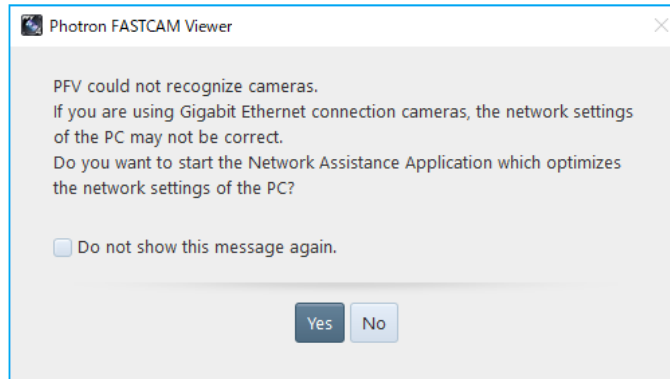 Photron FASTCAM Viewer
PFV could not recognize cameras.
If you are using Gigabit Ethernet connection cameras, the network settings
of the PC may not be correct.
Do you want to start the Network Assistance Application which optimizes
the network settings of the PC?
Do not show this message again.
Yes No